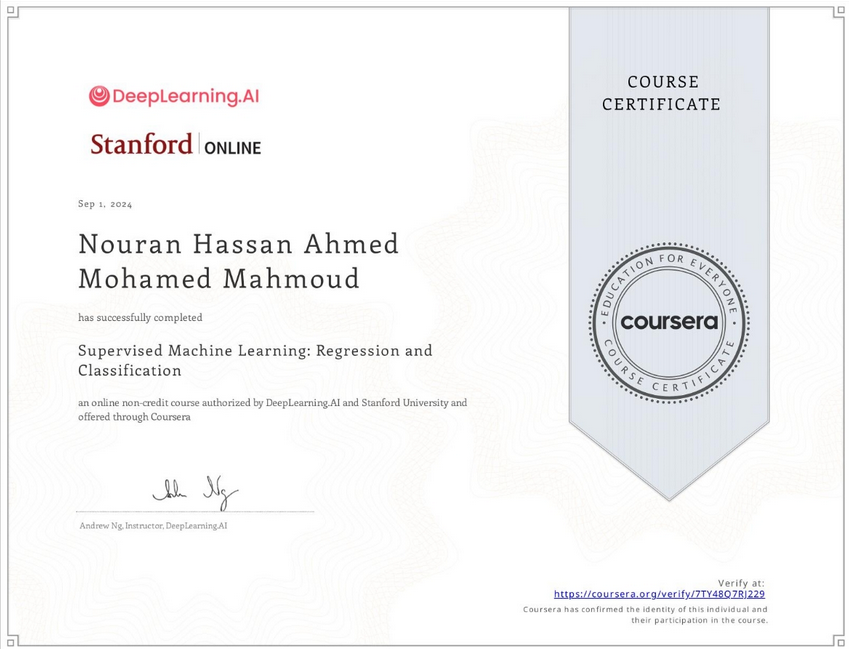 DeepLearning.AI
Stanford | ONLINE
Sep 1, 2024
Nouran Hassan Ahmed
Mohamed Mahmoud
has successfully completed
Supervised Machine Learning: Regression and
Classification
an online non-credit course authorized by DeepLearning.AI and Stanford University and
offered through Coursera
Andrew Ng, Instructor, DeepLearning.AI
COURSE
CERTIFICATE
EDUCATION FOR EVERYONE
coursera
COURSE CERTIFICATE
Verify at:
https://coursera.org/verify/7TY48Q7RJ229
Coursera has confirmed the identity of this individual and
their participation in the course.